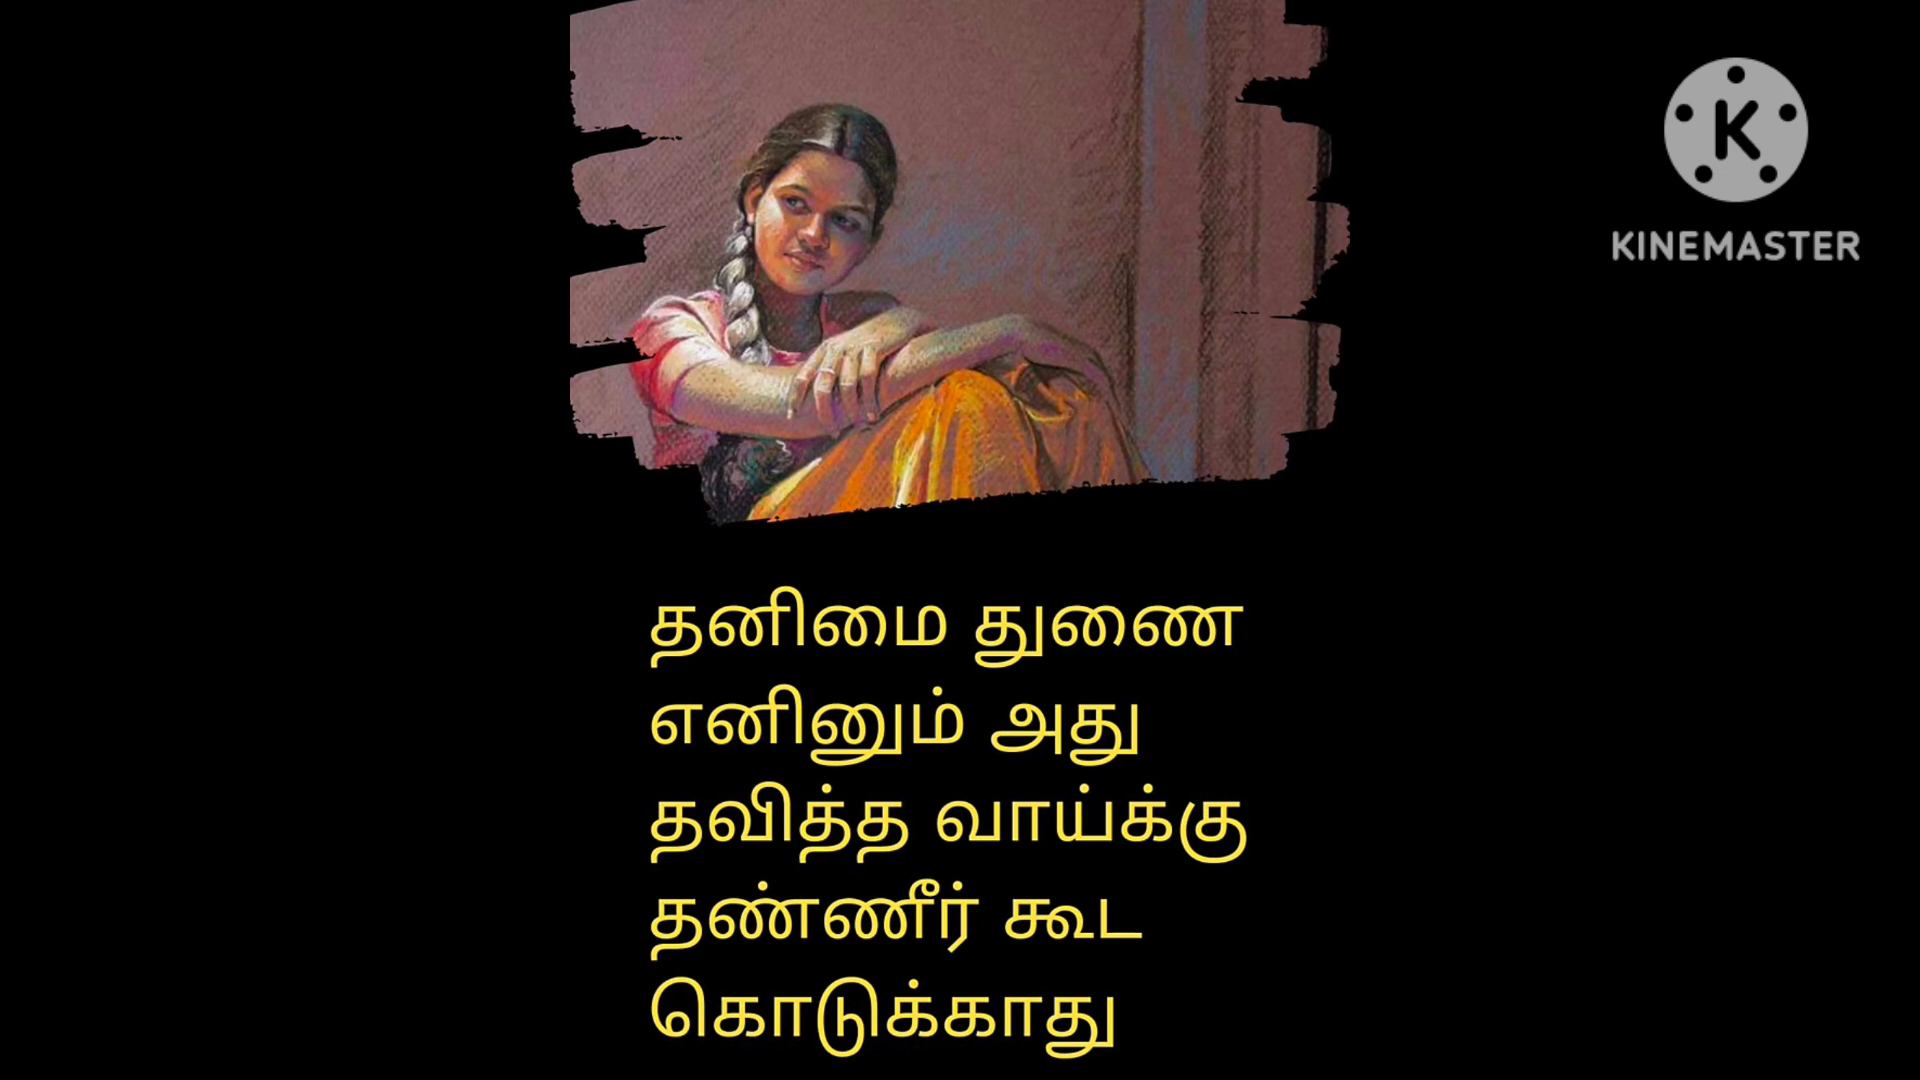 KINEMASTER
தனிமை துணை
எனினும் அது
தவித்த வாய்க்கு
தண்ணீர் கூட
கொடுக்காது